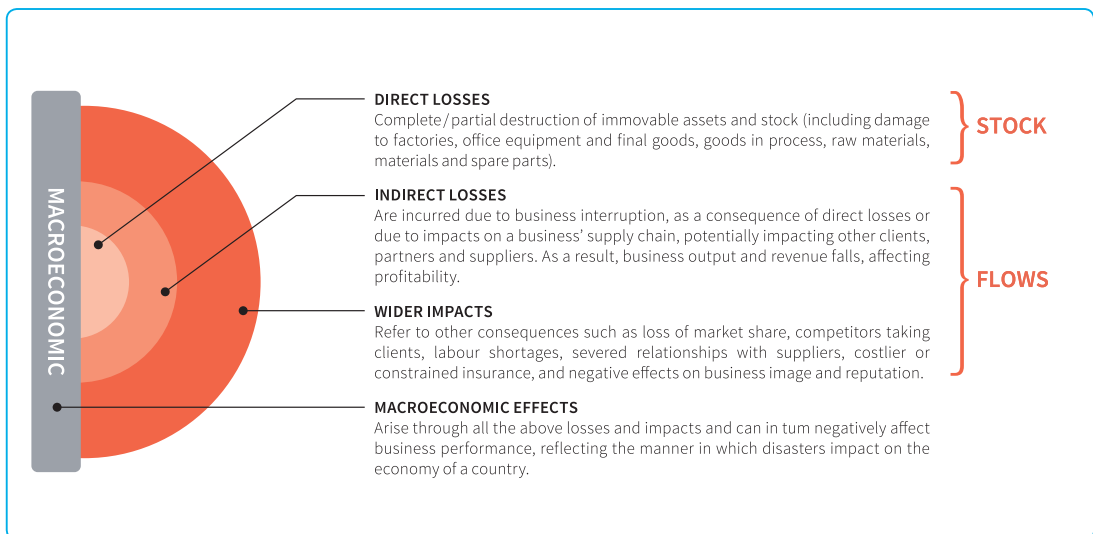 MACROECONOMIC
DIRECT LOSSES
Complete/partial destruction of immovable assets and stock (including damage
to factories, office equipment and final goods, goods in process, raw materials,
materials and spare parts).
STOCK
INDIRECT LOSSES
Are incurred due to business interruption, as a consequence of direct losses or
due to impacts on a business’ supply chain, potentially impacting other clients,
partners and suppliers. As a result, business output and revenue falls, affecting
profitability.
FLOWS
WIDER IMPACTS
Refer to other consequences such as loss of market share, competitors taking
clients, labour shortages, severed relationships with suppliers, costlier or
constrained insurance, and negative effects on business image and reputation.
MACROECONOMIC EFFECTS
Arise through all the above losses and impacts and can in tum negatively affect
business performance, reflecting the manner in which disasters impact on the
economy of a country.